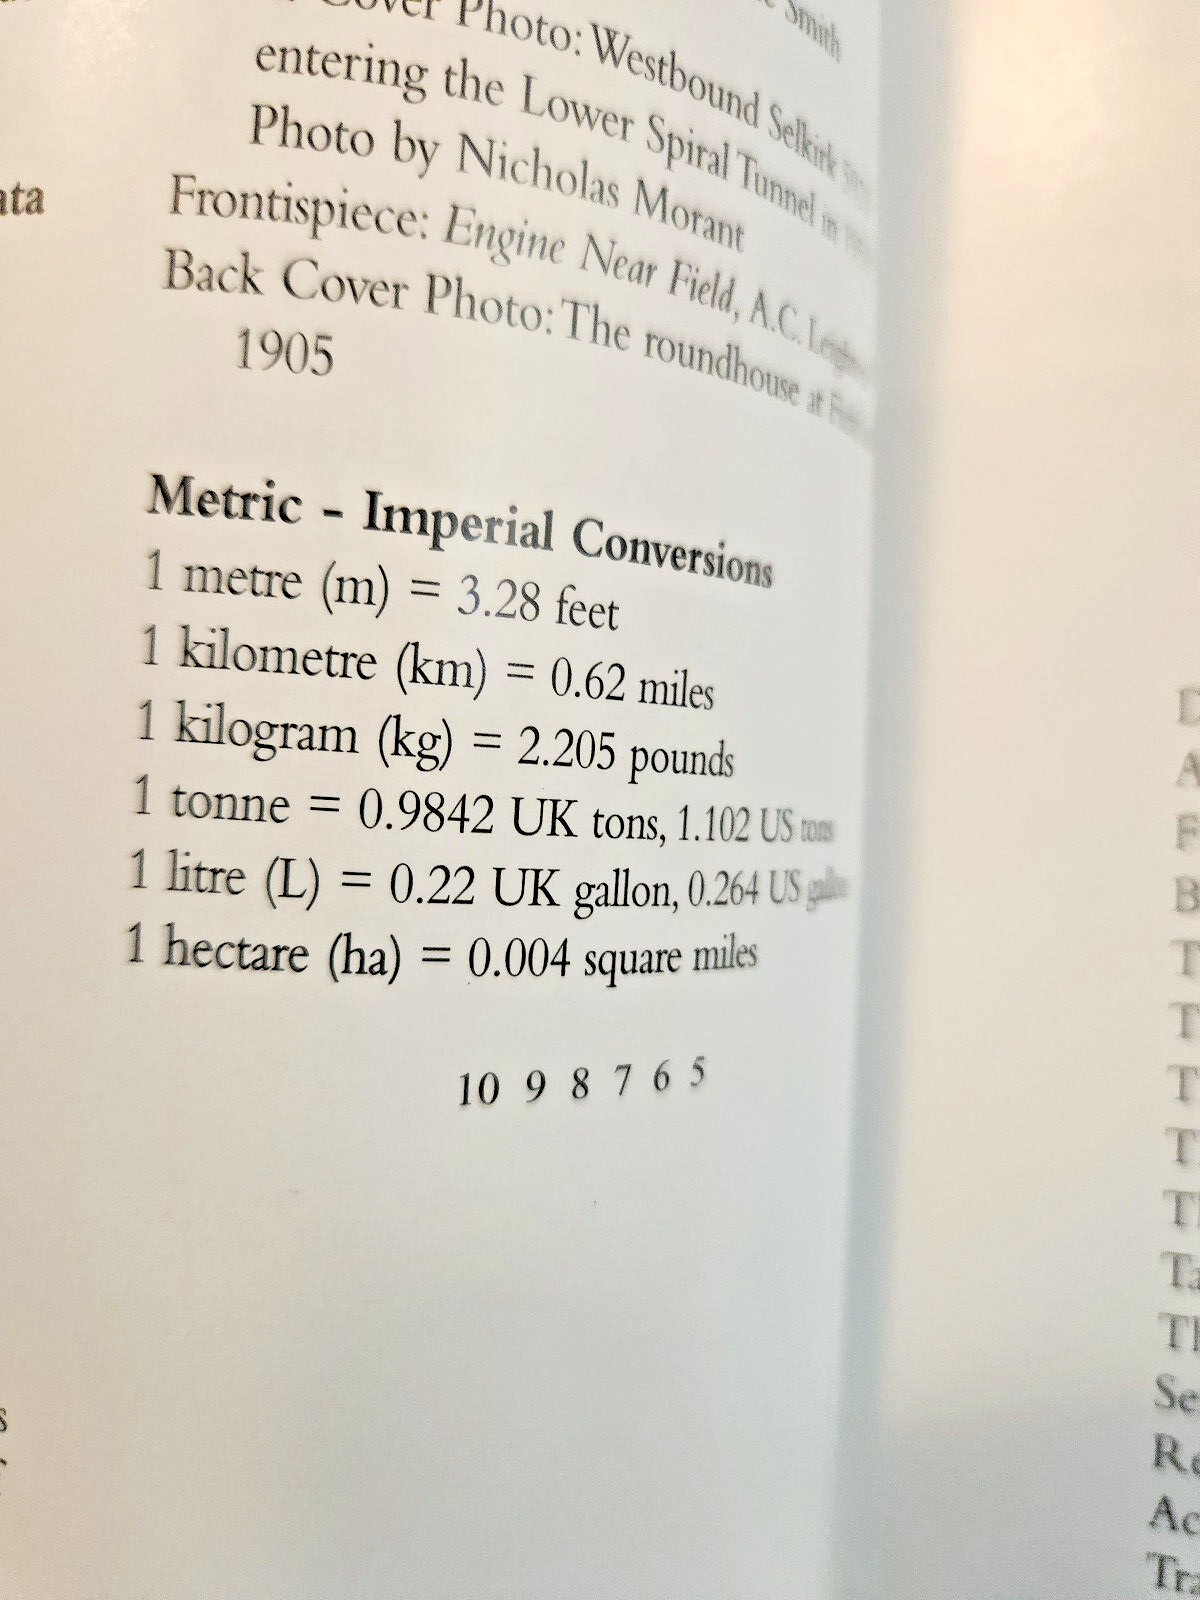 Smith
Cover Photo: Westbound Selkirk
entering the Lower Spiral Tunnel in
Photo by Nicholas Morant
Frontispiece: Engine Near Field, A.C.
Back Cover Photo: The roundhouse at
1905
Metric - Imperial Conversions
1 metre (m) = 3.28 feet
1 kilometre (km) = 0.62 miles
1 kilogram (kg) = 2.205 pounds
1 tonne = 0.9842 UK tons, 1.102 US tons
1 litre (L) = 0.22 UK gallon, 0.264 US
1 hectare (ha) = 0.004 square miles
10 9 8 7 6 5